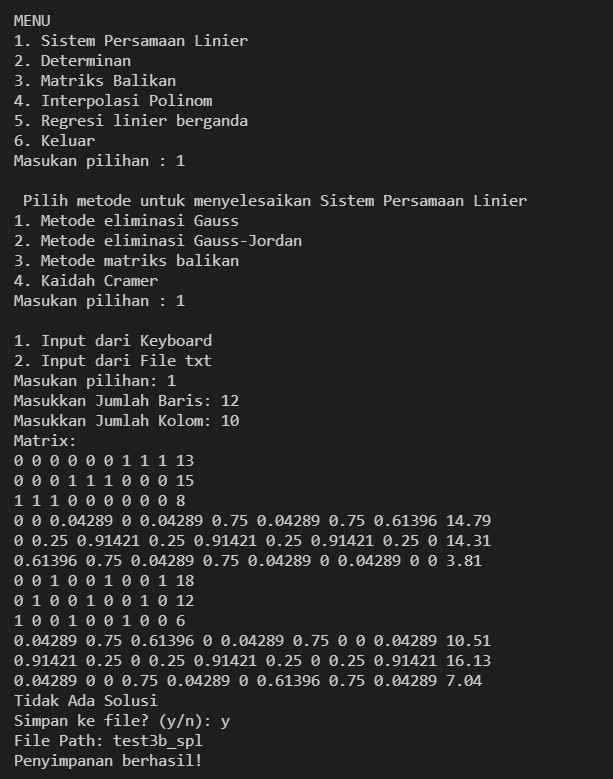 MENU
1. Sistem Persamaan Linier
2. Determinan
3. Matriks Balikan
4. Interpolasi Polinom
5. Regresi linier berganda
6. Keluar
Masukan pilihan : 1
Pilih metode untuk menyelesaikan Sistem Persamaan Linier
1. Metode eliminasi Gauss
2. Metode eliminasi Gauss-Jordan
3. Metode matriks balikan
4. Kaidah Cramer
Masukan pilihan : 1
1. Input dari Keyboard
2. Input dari File txt
Masukan pilihan: 1
Masukkan Jumlah Baris: 12
Masukkan Jumlah Kolom: 10
Matrix:
0 0 0 0 0 0 1 1 1 13
0 0 0 1 1 1 0 0 0 15
1 1 1 0 0 0 0 0 0 8
0 0 0.04289 0 0.04289 0.75 0.04289 0.75 0.61396 14.79
0 0.25 0.91421 0.25 0.91421 0.25 0.91421 0.25 0 14.31
0.61396 0.75 0.04289 0.75 0.04289 0 0.04289 0 0 3.81
0 0 1 0 0 1 0 0 1 18
0 1 0 0 1 0 0 1 0 12
1 0 0 1 0 0 1 0 0 6
0.04289 0.75 0.61396 0 0.04289 0.75 0 0 0.04289 10.51
0.91421 0.25 0 0.25 0.91421 0.25 0 0.25 0.91421 16.13
0.04289 0 0 0.75 0.04289 0 0.61396 0.75 0.04289 7.04
Tidak Ada Solusi
Simpan ke file? (y/n): y
File Path: test3b_spl
Penyimpanan berhasil!